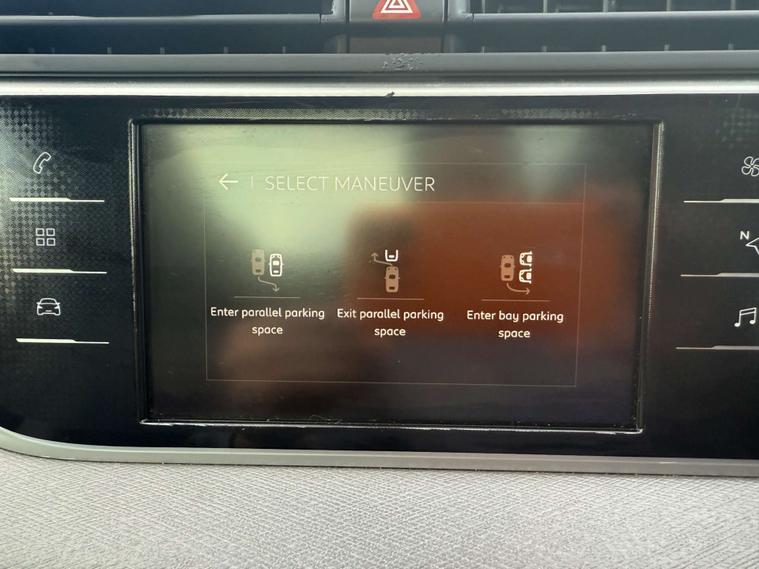 SELECT MANEUVER
Enter parallel parking
space
Exit parallel parking
space
Enter bay parking
space
N